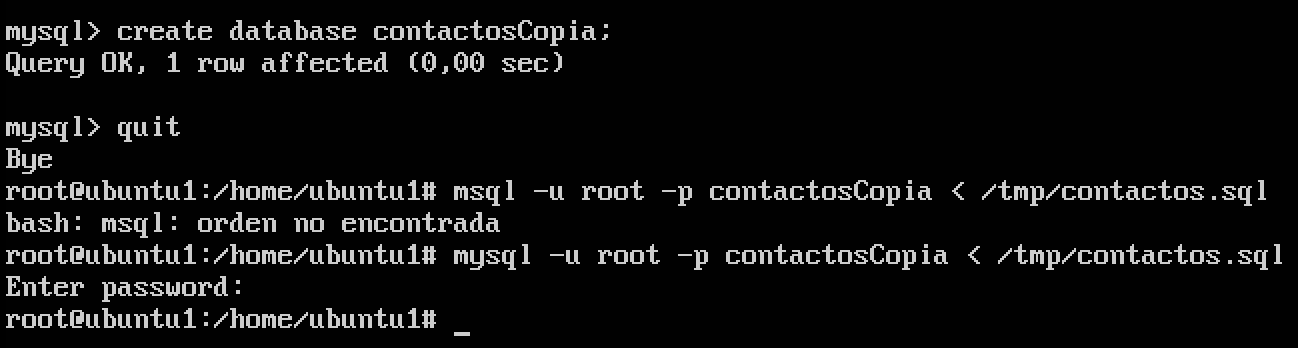 mysql> create database contactosCopia;
Query OK, 1 row affected (0,00 sec)
mysql> quit
Bye
root@ubuntu1:/home/ubuntu1# msql -u root -p contactosCopia < /tmp/contactos.sql
bash: msql: orden no encontrada
root@ubuntu1:/home/ubuntu1# mysql -u root -p contactosCopia < /tmp/contactos.sql
Enter password:
root@ubuntu1:/home/ubuntu1# _